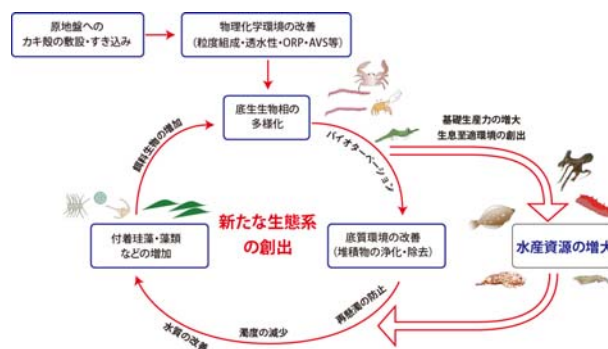 原地盤への
カキ殻の敷設・すき込み
物理化学環境の改善
(粒度組成・透水性・ORP・AVS等)
底生生物相の
多様化
餌料生物の増加
バイオターベーション
基礎生産力の増大
生息至適環境の創出
付着珪藻・藻類
などの増加
新たな生態系
の創出
底質環境の改善
(堆積物の浄化・除去)
水産資源の増大
再懸濁の防止
濁度の減少
水質の改善